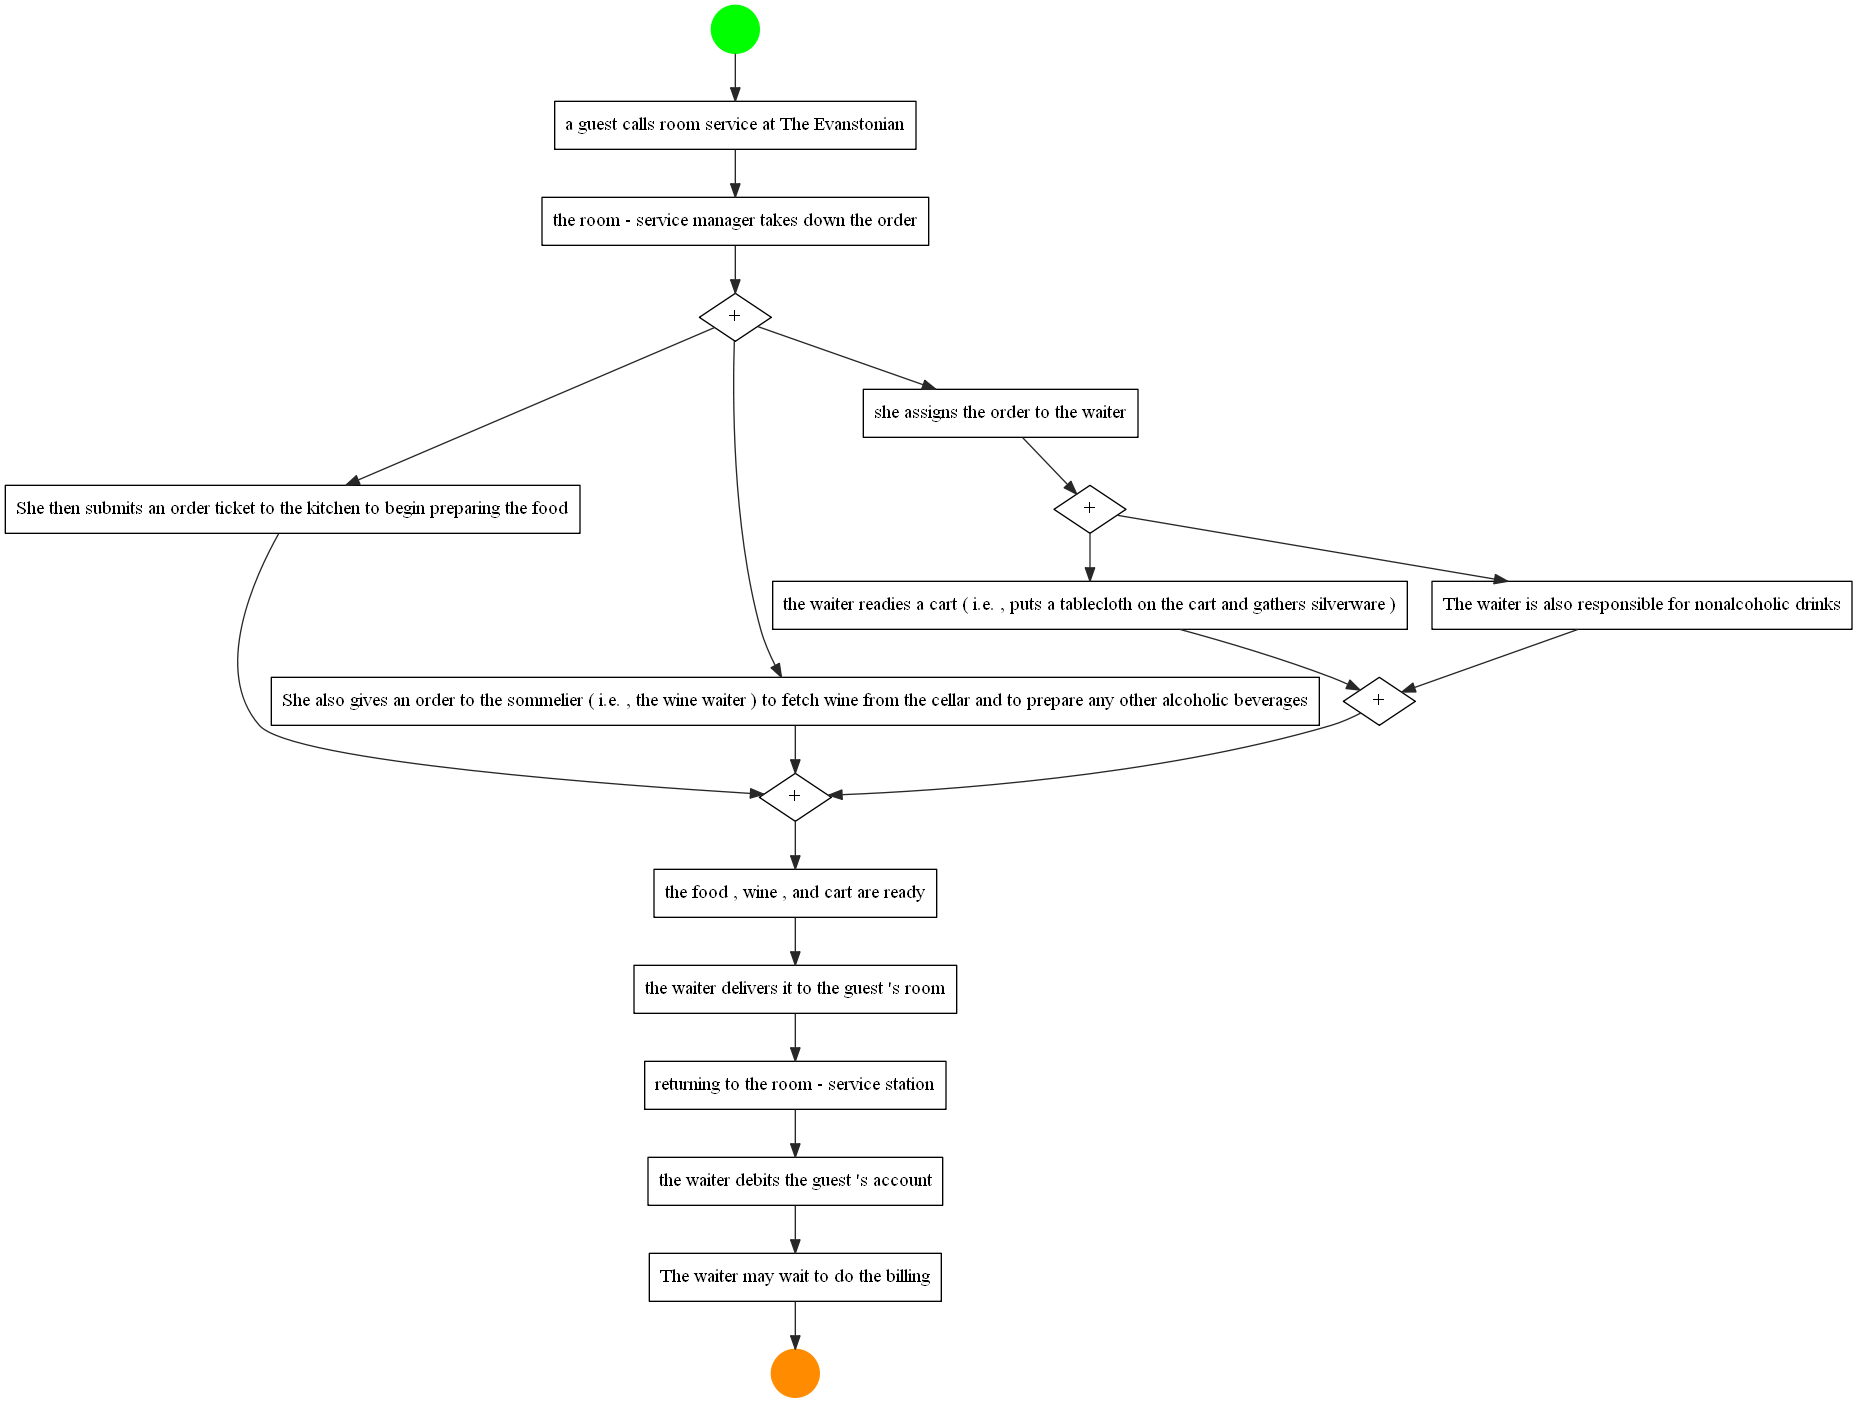 a guest calls room service at The Evanstonian
the room - service manager takes down the order
+
she assigns the order to the waiter
She then submits an order ticket to the kitchen to begin preparing the food
+
the waiter readies a cart ( i.e. , puts a tablecloth on the cart and gathers silverware )
The waiter is also responsible for nonalcoholic drinks
She also gives an order to the sommelier ( i.e. , the wine waiter ) to fetch wine from the cellar and to prepare any other alcoholic beverages
+
+
the food , wine , and cart are ready
the waiter delivers it to the guest 's room
returning to the room - service station
the waiter debits the guest 's account
The waiter may wait to do the billing